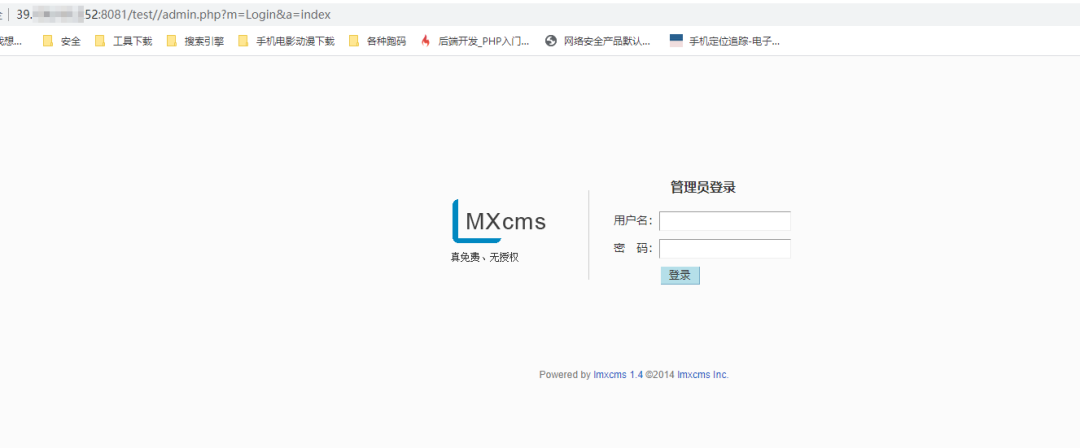 39. 52:8081/test//admin.php?m=Login&a=index
想... 安全 工具下载 搜索引擎 手机电影动漫下载 各种跑码 后端开发_PHP入门... 网络安全产品默认... 手机定位追踪-电子...
管理员登录
LMXcms
用户名：
密 码：
真免费、无授权
登录
Powered by lmxcms 1.4 ©2014 lmxcms Inc.